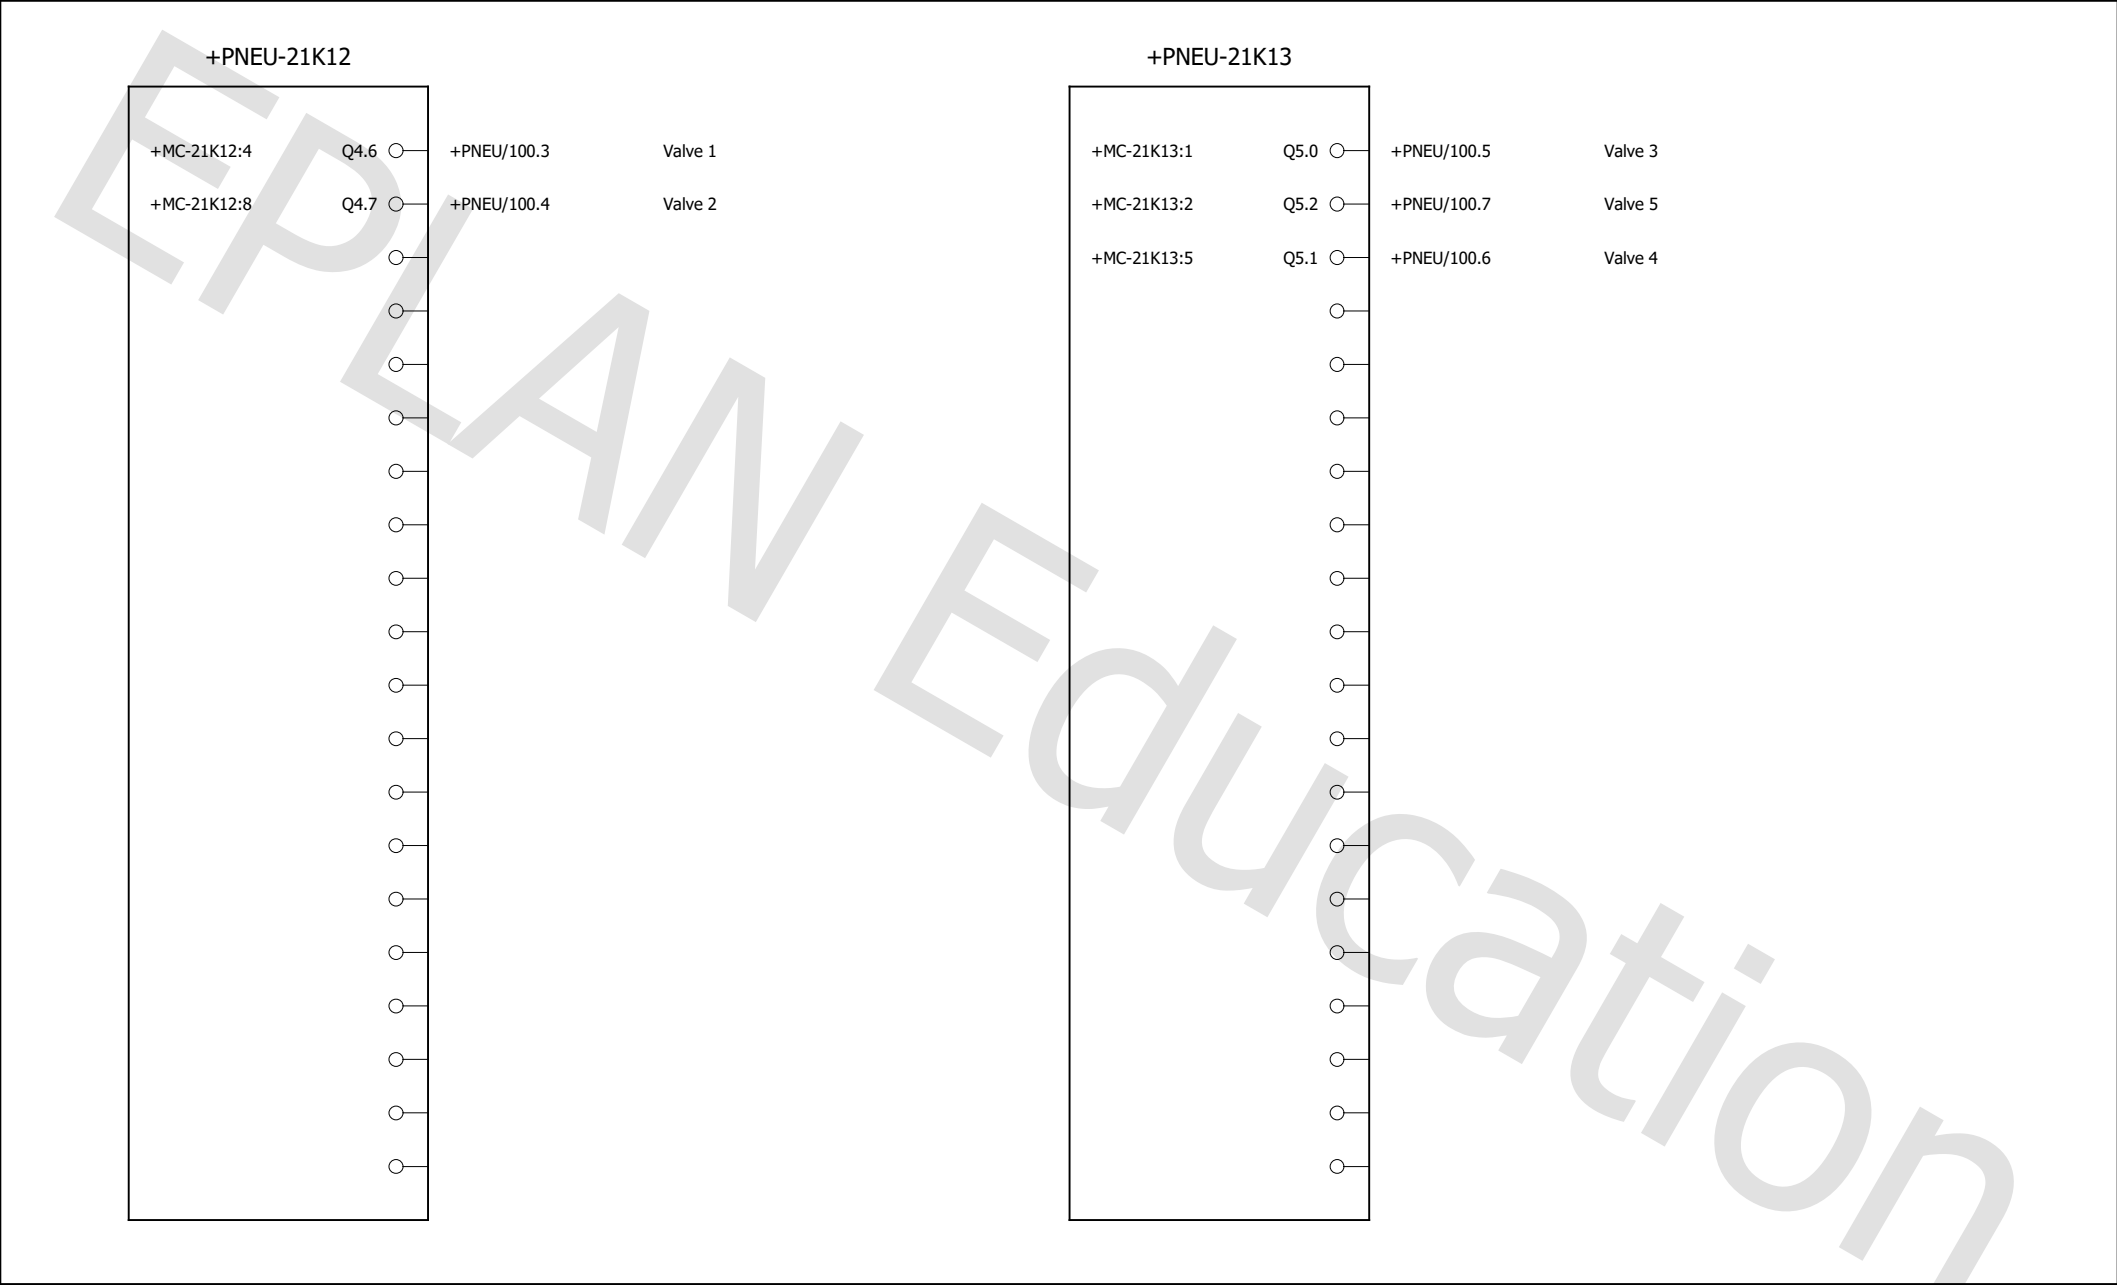 +PNEU-21K12
+MC-21K12:4 Q4.6 +PNEU/100.3 Valve 1
+MC-21K12:8 Q4.7 +PNEU/100.4 Valve 2
+PNEU-21K13
+MC-21K13:1 Q5.0 +PNEU/100.5 Valve 3
+MC-21K13:2 Q5.2 +PNEU/100.7 Valve 5
+MC-21K13:5 Q5.1 +PNEU/100.6 Valve 4
EPLAN Education